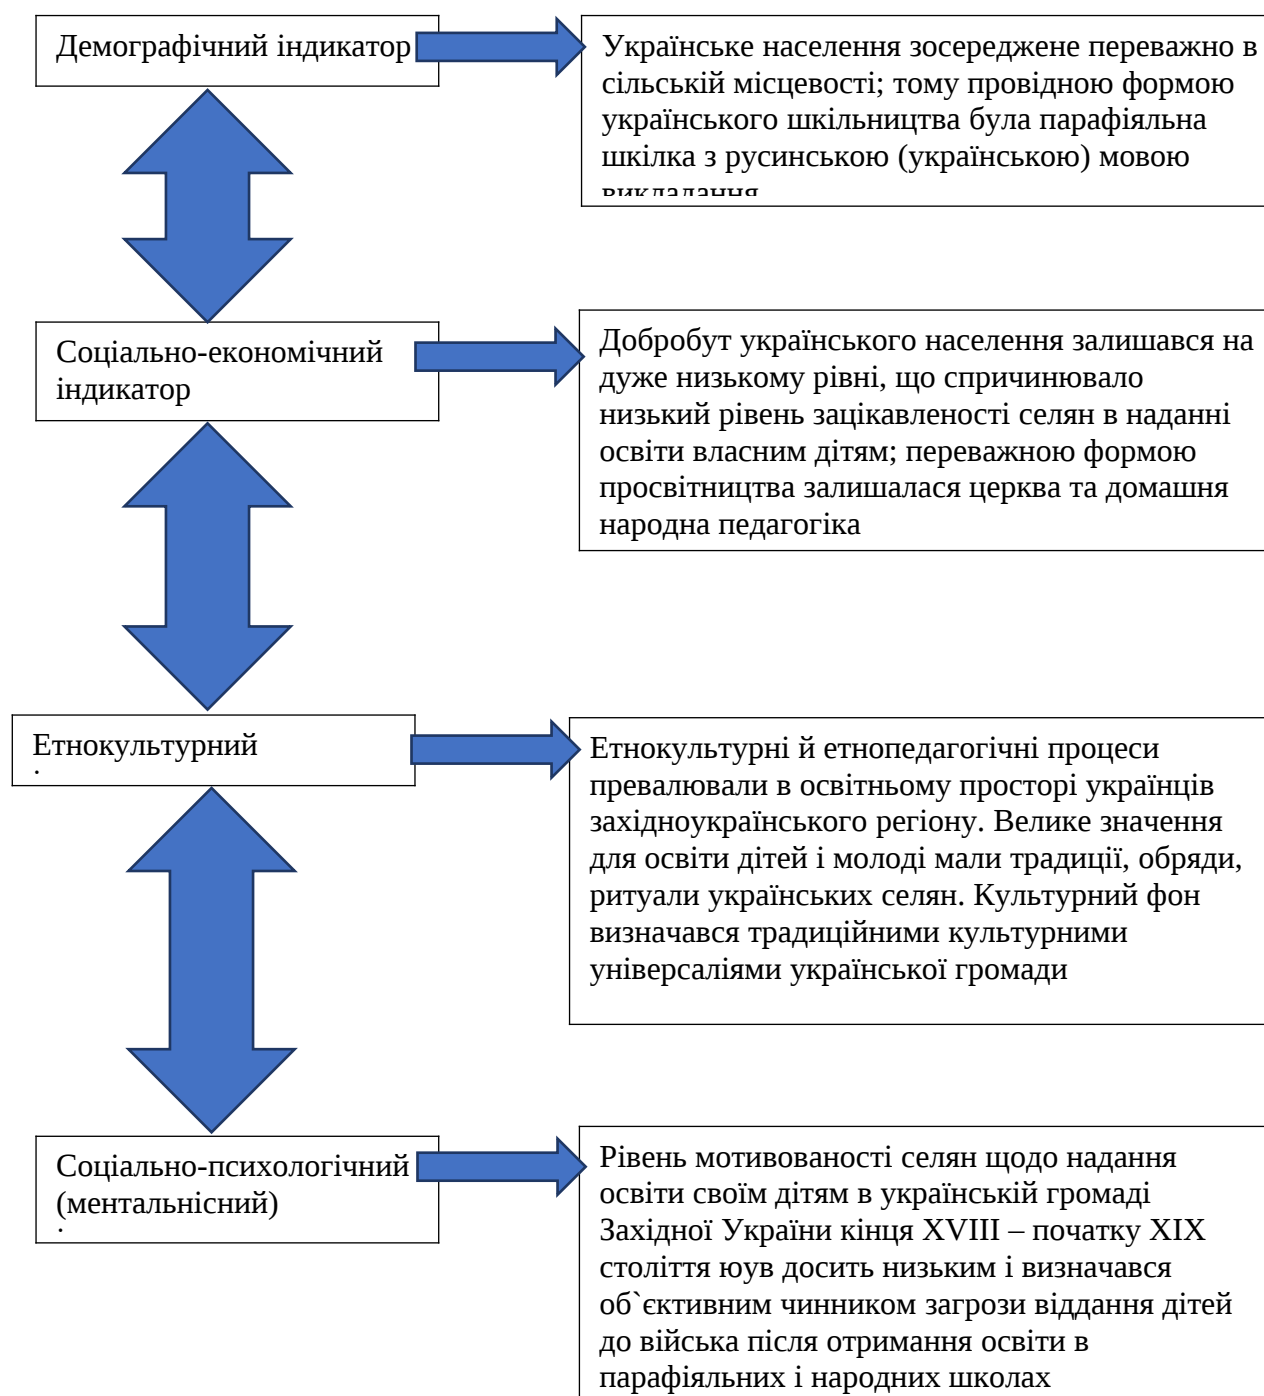 Демографічний індикатор
Українське населення зосереджене переважно в
сільській місцевості; тому провідною формою
українського шкільництва була парафіяльна
шкілка з русинською (українською) мовою
викладання
Соціально-економічний
індикатор
Добробут українського населення залишався на
дуже низькому рівні, що спричинювало
низький рівень зацікавленості селян в наданні
освіти власним дітям; переважною формою
просвітництва залишалася церква та домашня
народна педагогіка
Етнокультурний
Етнокультурні й етнопедагогічні процеси
превалювали в освітньому просторі українців
західноукраїнського регіону. Велике значення
для освіти дітей і молоді мали традиції, обряди,
ритуали українських селян. Культурний фон
визначався традиційними культурними
універсаліями української громади
Соціально-психологічний
(ментальнісний)
Рівень мотивованості селян щодо надання
освіти своїм дітям в українській громаді
Західної України кінця XVIII – початку XIX
століття юув досить низьким і визначався
об`єктивним чинником загрози віддання дітей
до війська після отримання освіти в
парафіяльних і народних школах